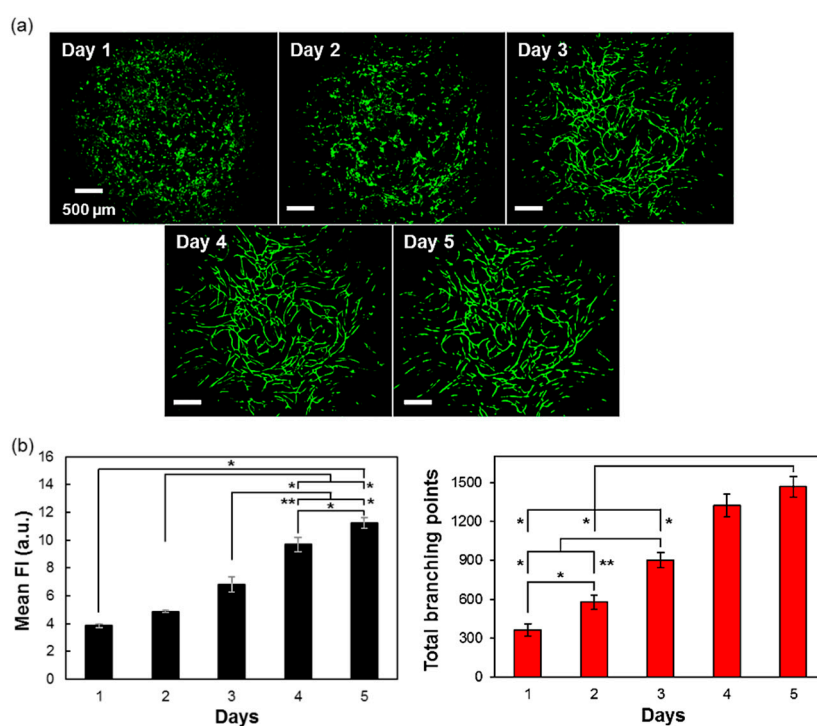 (a)
Day 1
Day 2
Day 3
500 µm
Day 4
Day 5
(b)
Mean FI (a.u.)
16
14
12
10
8
6
4
2
0
*
* *
** *
*
1 2 3 4 5
Days
Total branching points
1500
1200
900
600
300
0
* * *
* **
*
1 2 3 4 5
Days